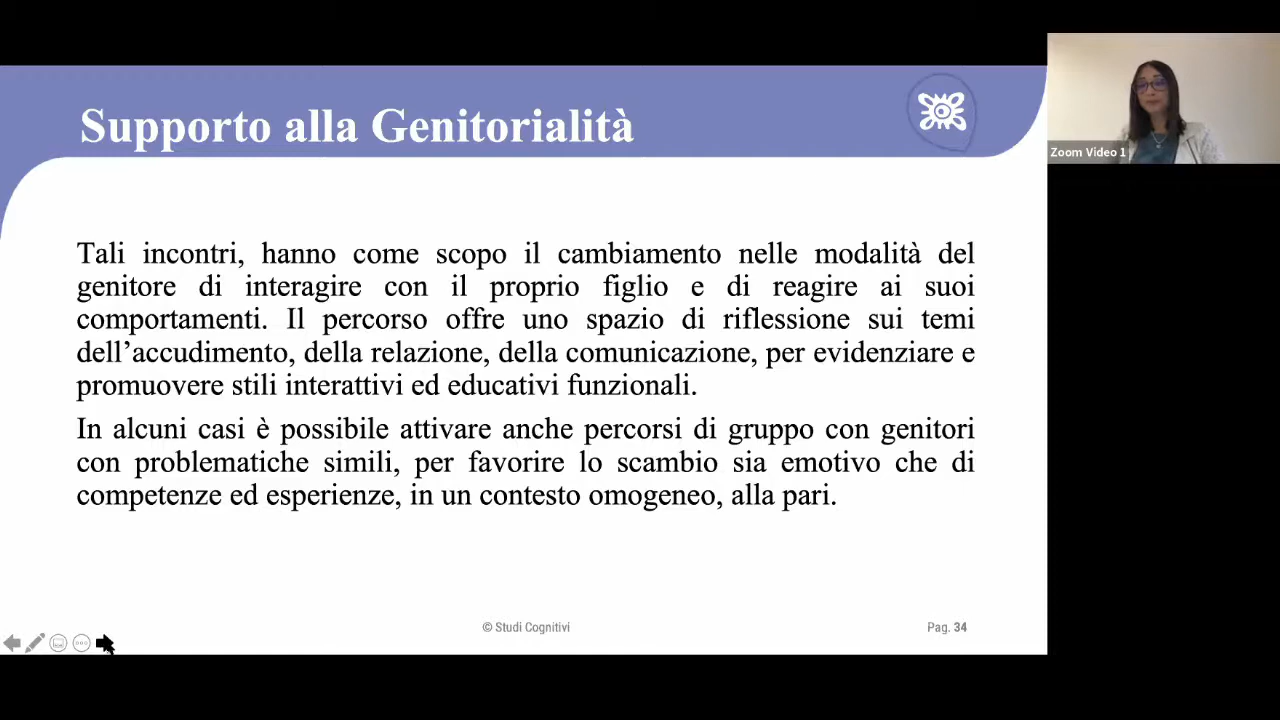 Supporto alla Genitorialità
Zoom Video 1
Tali incontri, hanno come scopo il cambiamento nelle modalità del
genitore di interagire con il proprio figlio e di reagire ai suoi
comportamenti. Il percorso offre uno spazio di riflessione sui temi
dell’accudimento, della relazione, della comunicazione, per evidenziare e
promuovere stili interattivi ed educativi funzionali.
In alcuni casi è possibile attivare anche percorsi di gruppo con genitori
con problematiche simili, per favorire lo scambio sia emotivo che di
competenze ed esperienze, in un contesto omogeneo, alla pari.
© Studi Cognitivi
Pag. 34